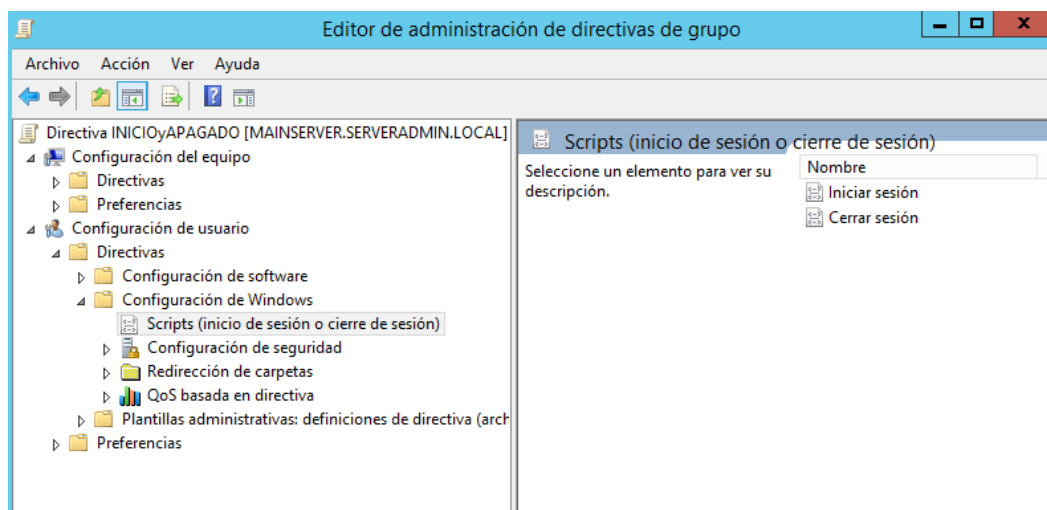 Editor de administración de directivas de grupo
Archivo Acción Ver Ayuda
Directiva INICIOyAPAGADO [MAINSERVER.SERVERADMIN.LOCAL]
Configuración del equipo
Directivas
Preferencias
Configuración de usuario
Directivas
Configuración de software
Configuración de Windows
Scripts (inicio de sesión o cierre de sesión)
Configuración de seguridad
Redirección de carpetas
QoS basada en directiva
Plantillas administrativas: definiciones de directiva (arch
Preferencias
Scripts (inicio de sesión o cierre de sesión)
Seleccione un elemento para ver su
descripción.
Nombre
Iniciar sesión
Cerrar sesión